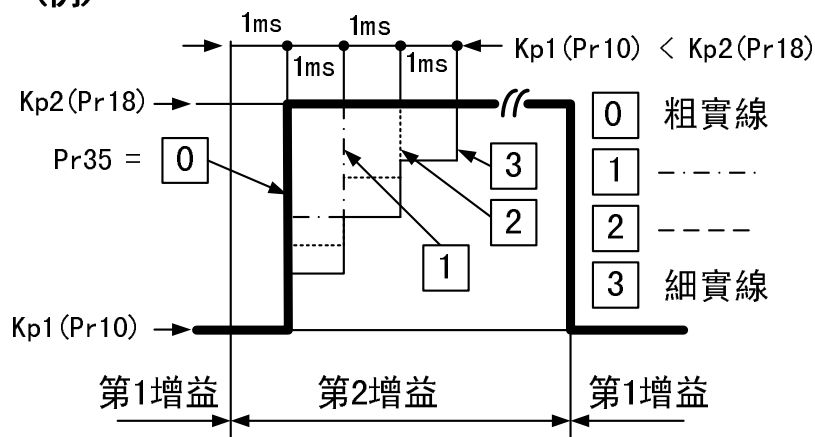 (例)
1ms 1ms
1ms 1ms
Kp1(Pr10) < Kp2(Pr18)
Kp2(Pr18)
0 粗實線
Pr35 = 0
3
1
2
2
1
3 細實線
Kp1(Pr10)
第1增益 第2增益 第1增益